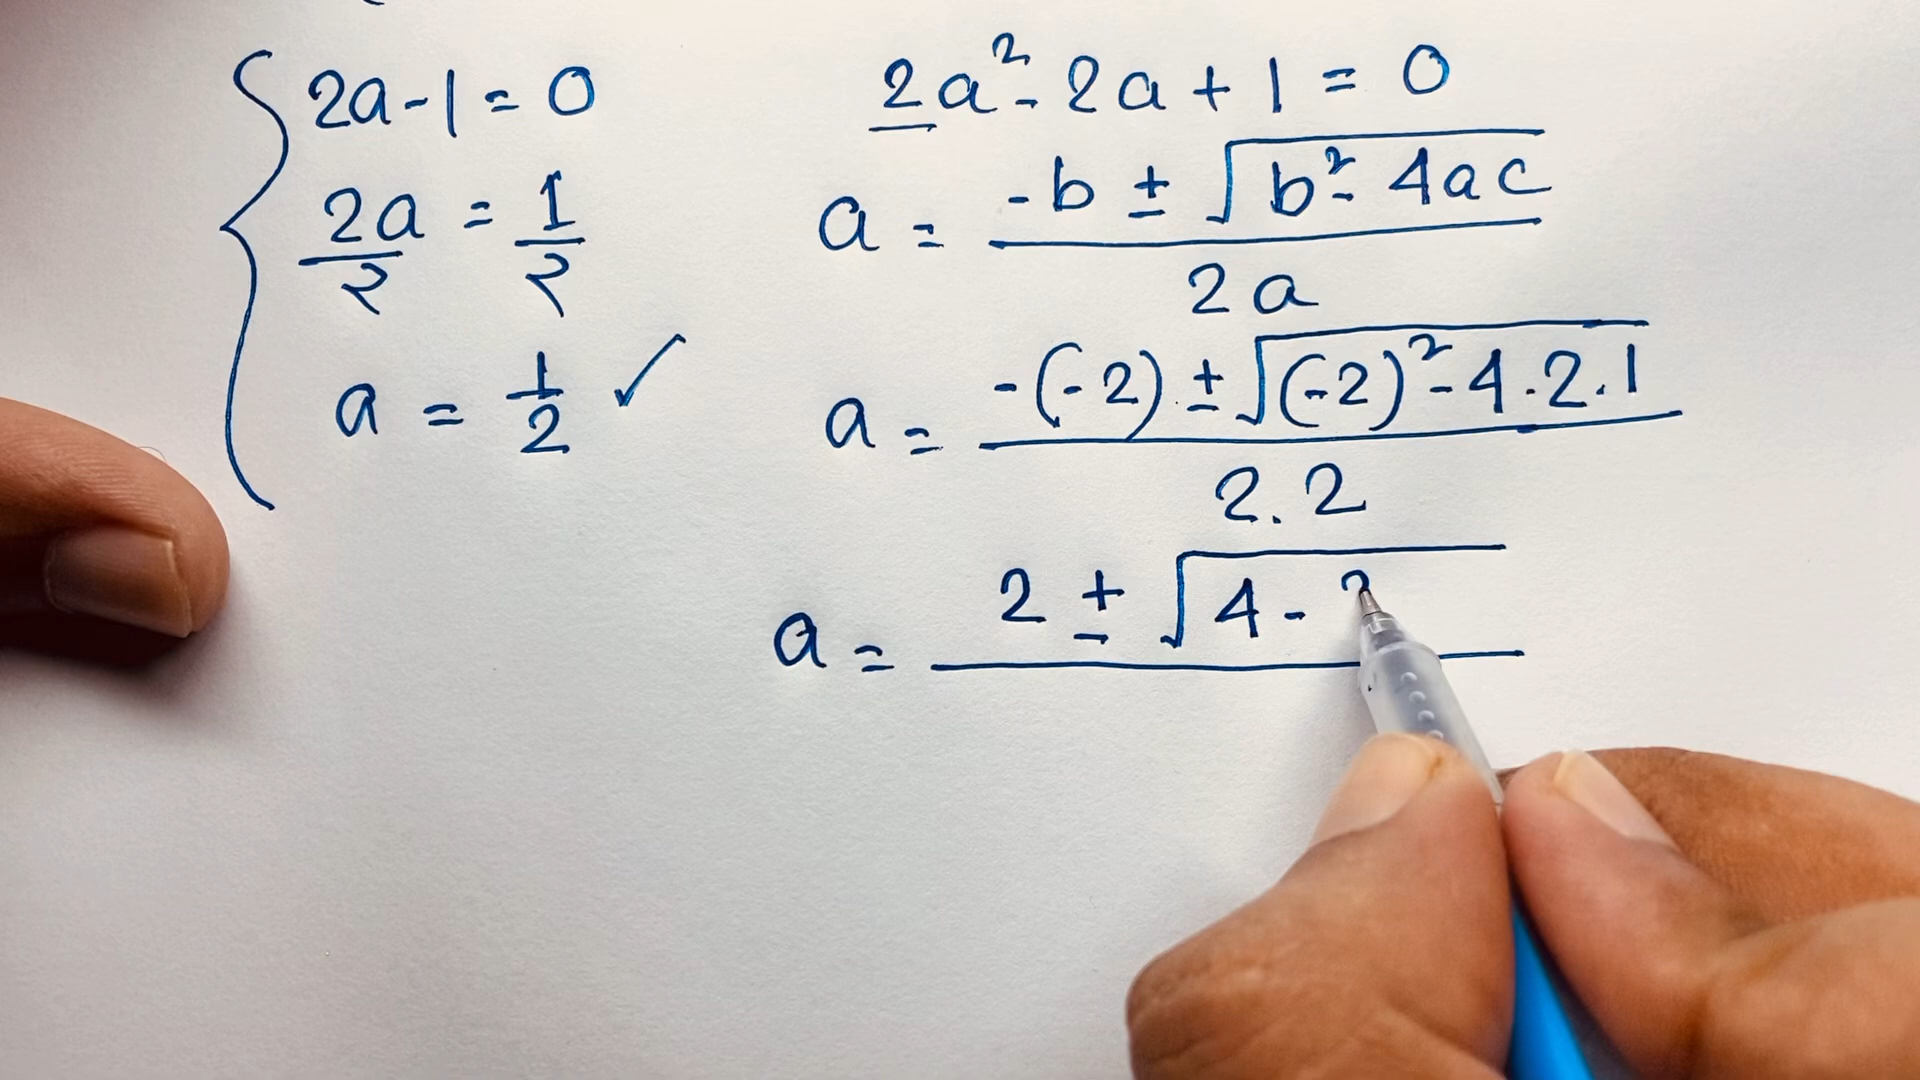 2a - 1 = 0
2a/2 = 1/2
a = 1/2 ✓
2a² - 2a + 1 = 0
a = (-b ± √(b² - 4ac))/(2a)
a = (-(-2) ± √((-2)² - 4.2.1))/(2.2)
a = 2 ± √(4 -